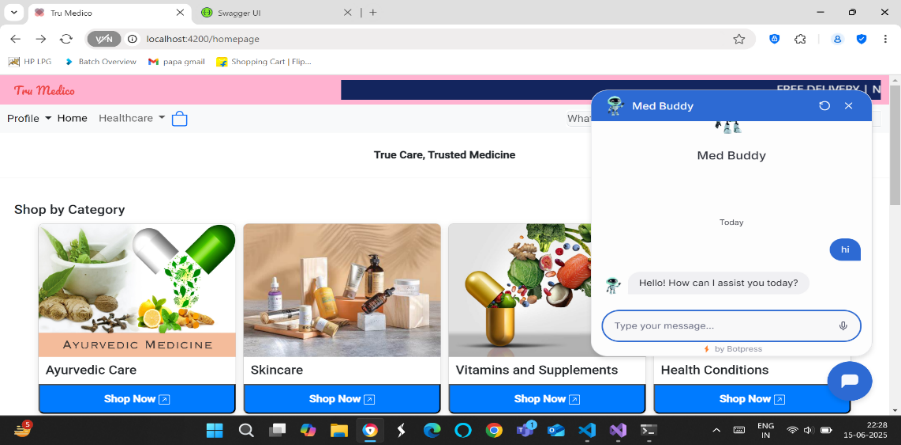 Tru Medico
Swagger UI
VPN
localhost:4200/homepage
HP LPG
Batch Overview
papa gmail
Shopping Cart | Flip...
Tru Medico
FREE DELIVERY | N
Profile
Home
Healthcare
What
True Care, Trusted Medicine
Shop by Category
AYURVEDIC MEDICINE
Ayurvedic Care
Shop Now
Skincare
Shop Now
Vitamins and Supplements
Shop Now
Health Conditions
Shop Now
Med Buddy
Med Buddy
Today
hi
Hello! How can I assist you today?
Type your message...
by Botpress
5
1
ENG
IN
22:28
15-06-2025